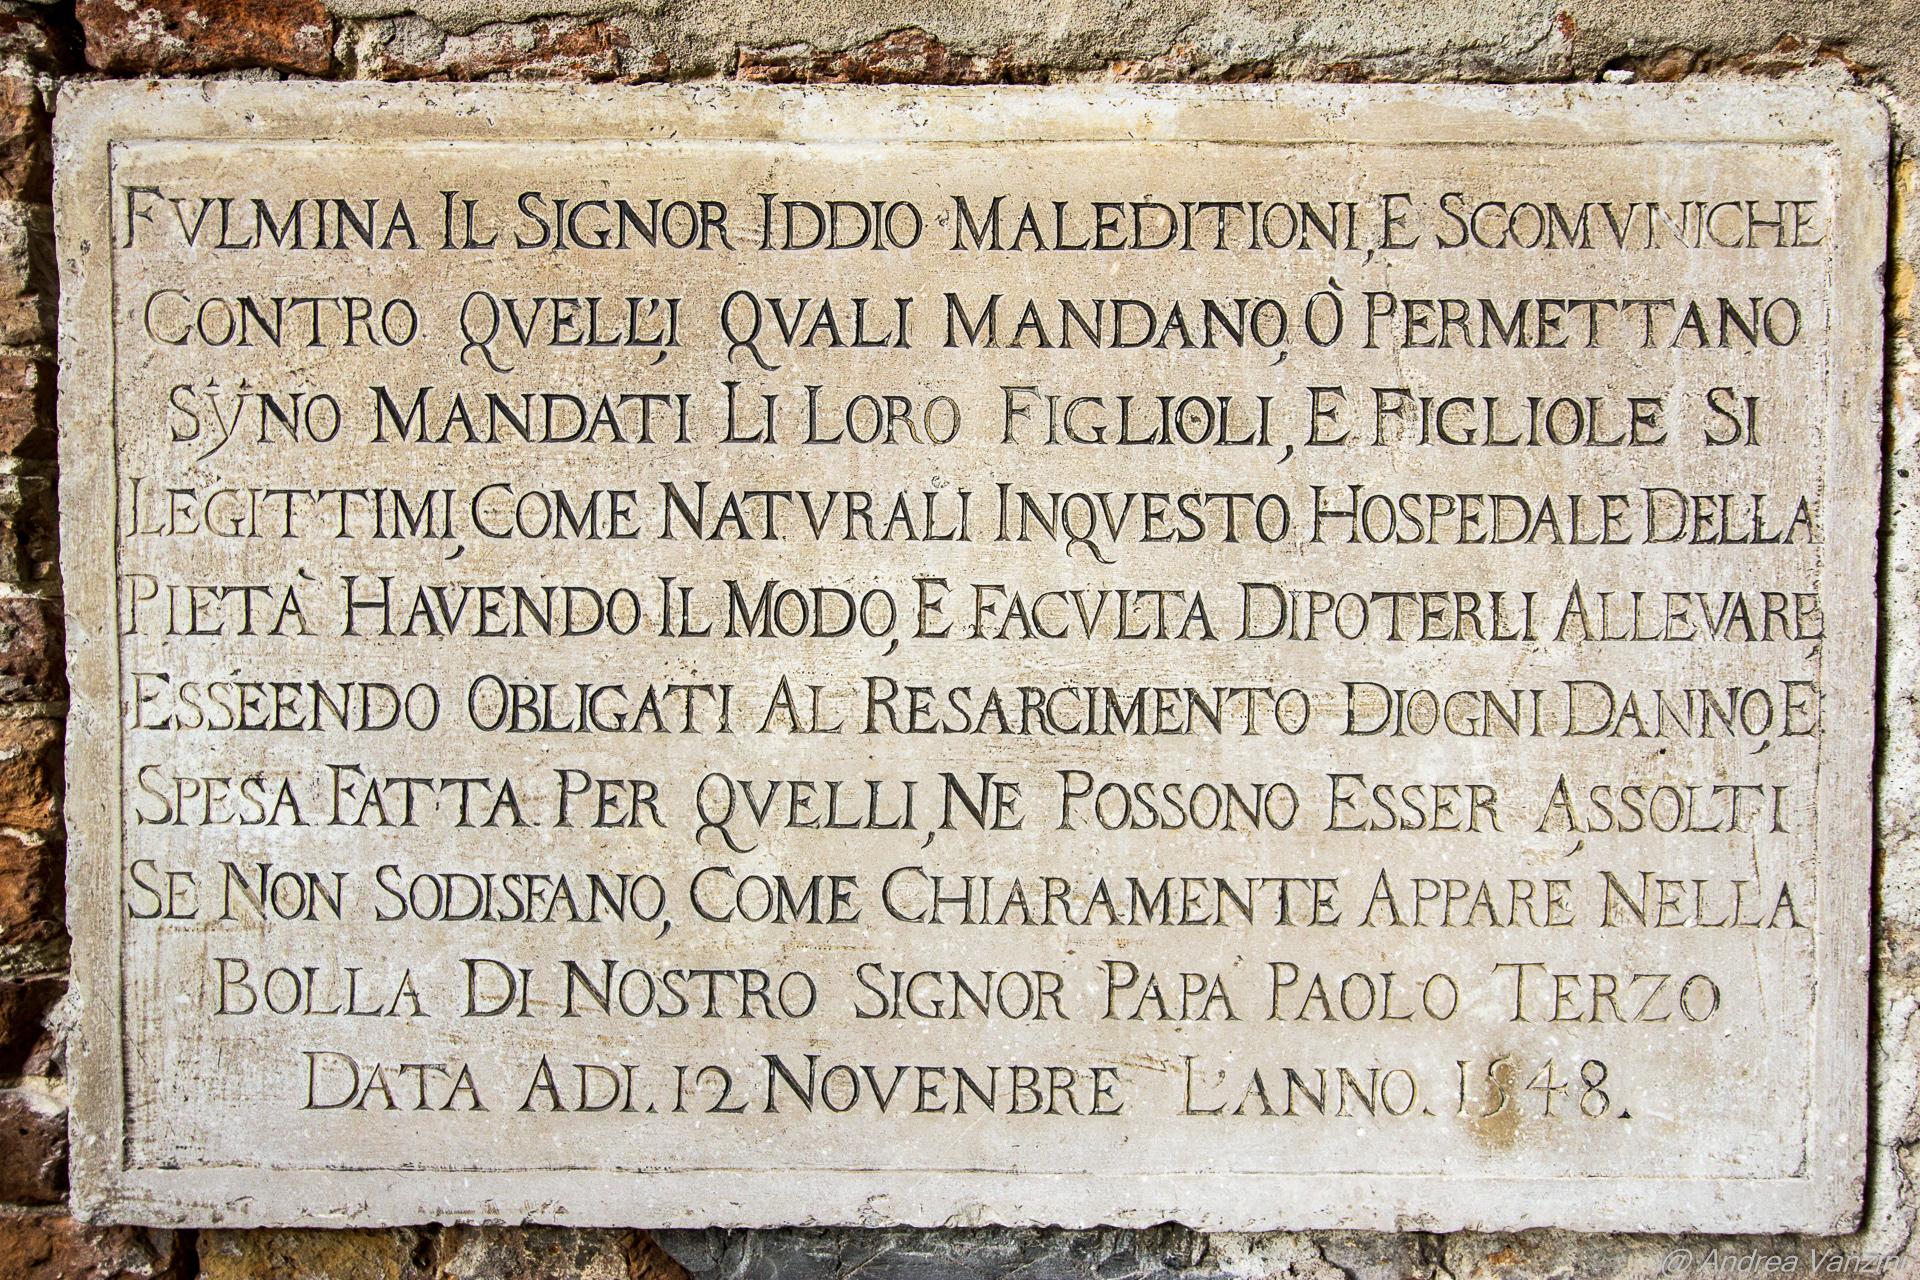 FVLMINA IL SIGNOR IDDIO MALEDITIONI, E SCOMVNICHE
CONTRO QVELL'I QVALI MANDANO, Ò PERMETTANO
SÿNO MANDATI LI LORO FIGLIOLI, E FIGLIOLE SI
LEGITTIMI, COME NATVRALI INQVESTO HOSPEDALE DELLA
PIETÀ HAVENDO IL MODO, E FACVLTA DIPOTERLI ALLEVARE
ESSEENDO OBLIGATI AL RESARCIMENTO DIOGNI DANNO, E
SPESA FATTA PER QVELLI, NE POSSONO ESSER ASSOLTI
SE NON SODISFANO, COME CHIARAMENTE APPARE NELLA
BOLLA DI NOSTRO SIGNOR PAPA PAOLO TERZO
DATA ADI. 12 NOVENBRE L'ANNO. 1548.
@ Andrea Vanzini